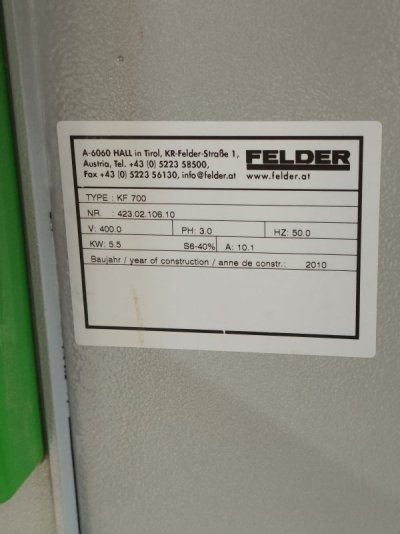 A-6060 HALL in Tirol, KR-Felder-Straße 1,
Austria, Tel. +43 (0) 5223 58500,
Fax +43 (0) 5223 56130, info@felder.at
FELDER
www.felder.at
TYPE : KF 700
NR. : 423.02.106.10
V: 400.0 PH: 3.0 HZ: 50.0
KW: 5.5 S6-40% A: 10.1
Baujahr / year of construction / anne de constr.: 2010